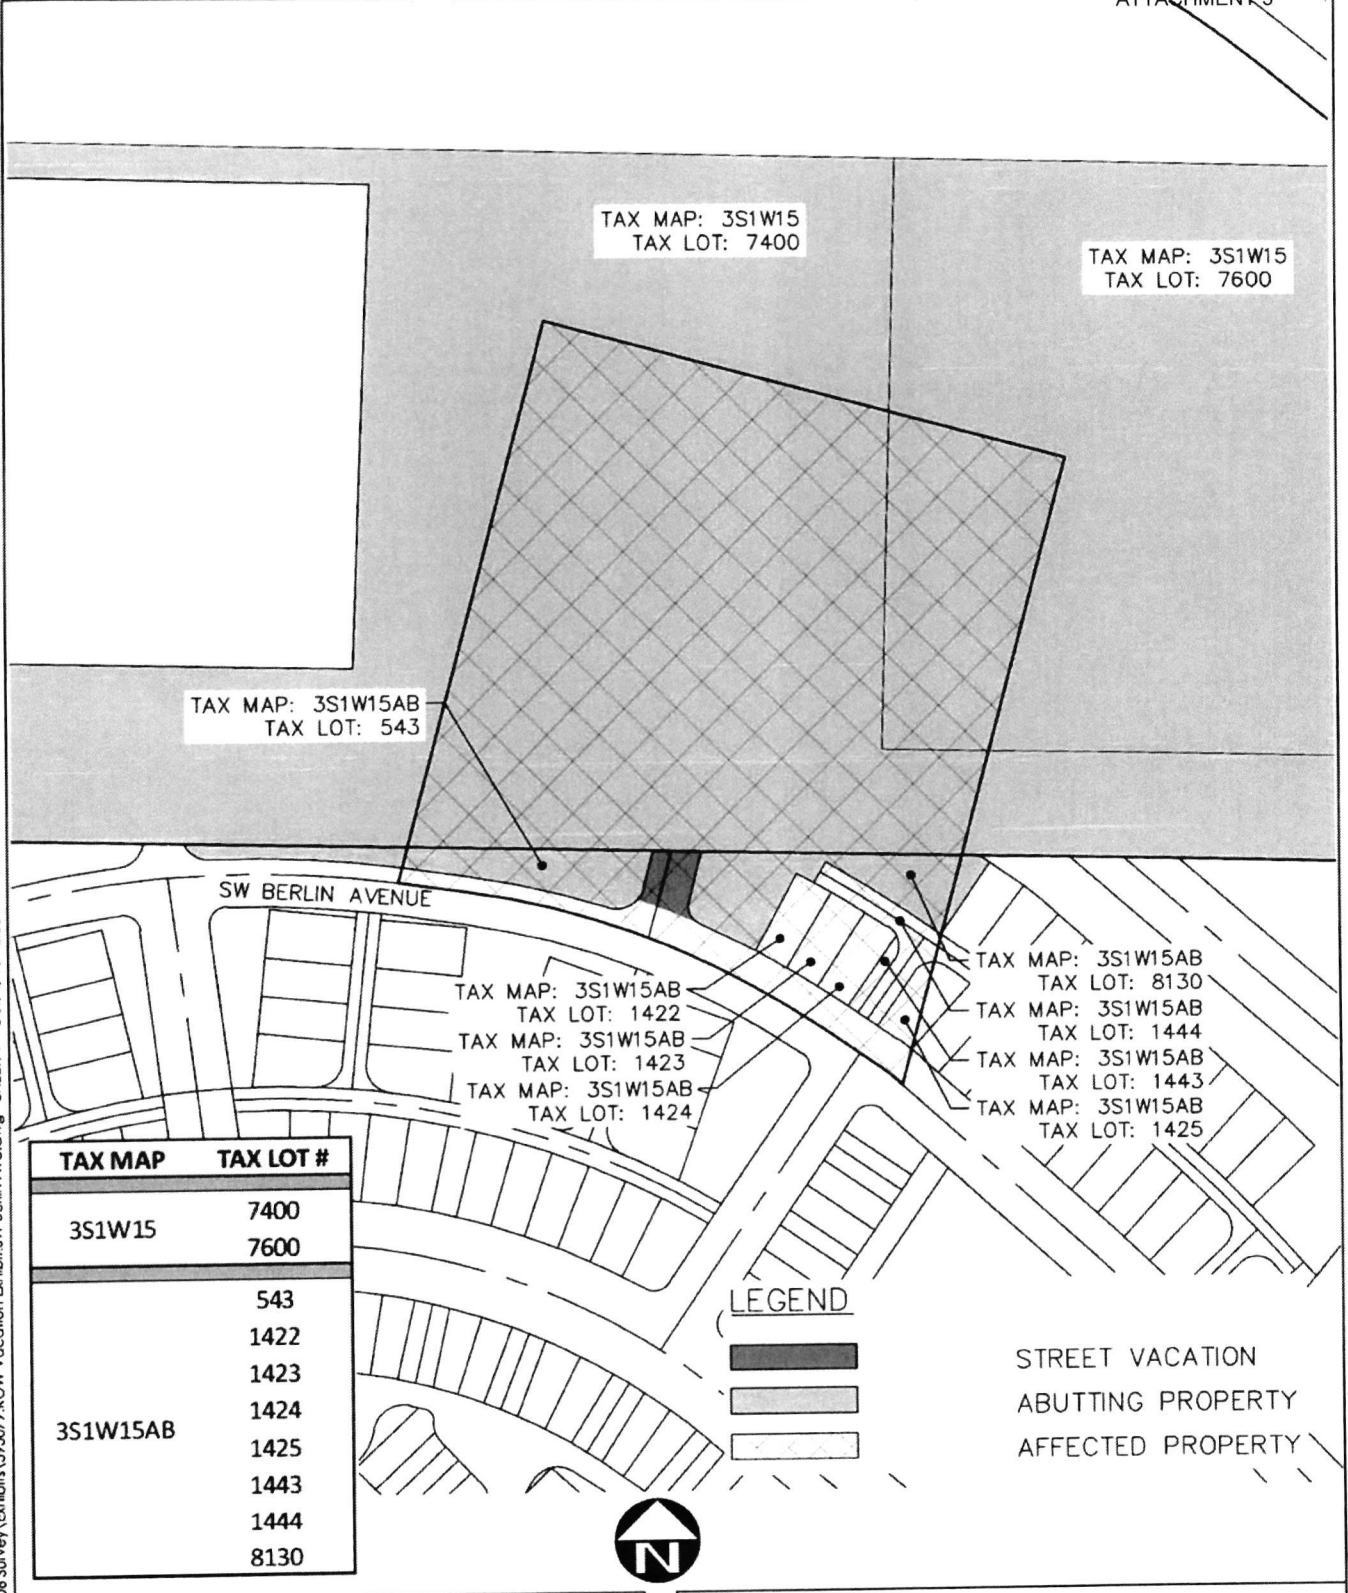 TAX MAP: 3S1W15
TAX LOT: 7400
TAX MAP: 3S1W15
TAX LOT: 7600
TAX MAP: 3S1W15AB
TAX LOT: 543
SW BERLIN AVENUE
TAX MAP: 3S1W15AB
TAX LOT: 1422
TAX MAP: 3S1W15AB
TAX LOT: 1423
TAX MAP: 3S1W15AB
TAX LOT: 1424
TAX MAP: 3S1W15AB
TAX LOT: 8130
TAX MAP: 3S1W15AB
TAX LOT: 1444
TAX MAP: 3S1W15AB
TAX LOT: 1443
TAX MAP: 3S1W15AB
TAX LOT: 1425
TAX MAP TAX LOT #
3S1W15
7400
7600
3S1W15AB
543
1422
1423
1424
1425
1443
1444
8130
LEGEND
STREET VACATION
ABUTTING PROPERTY
AFFECTED PROPERTY
N